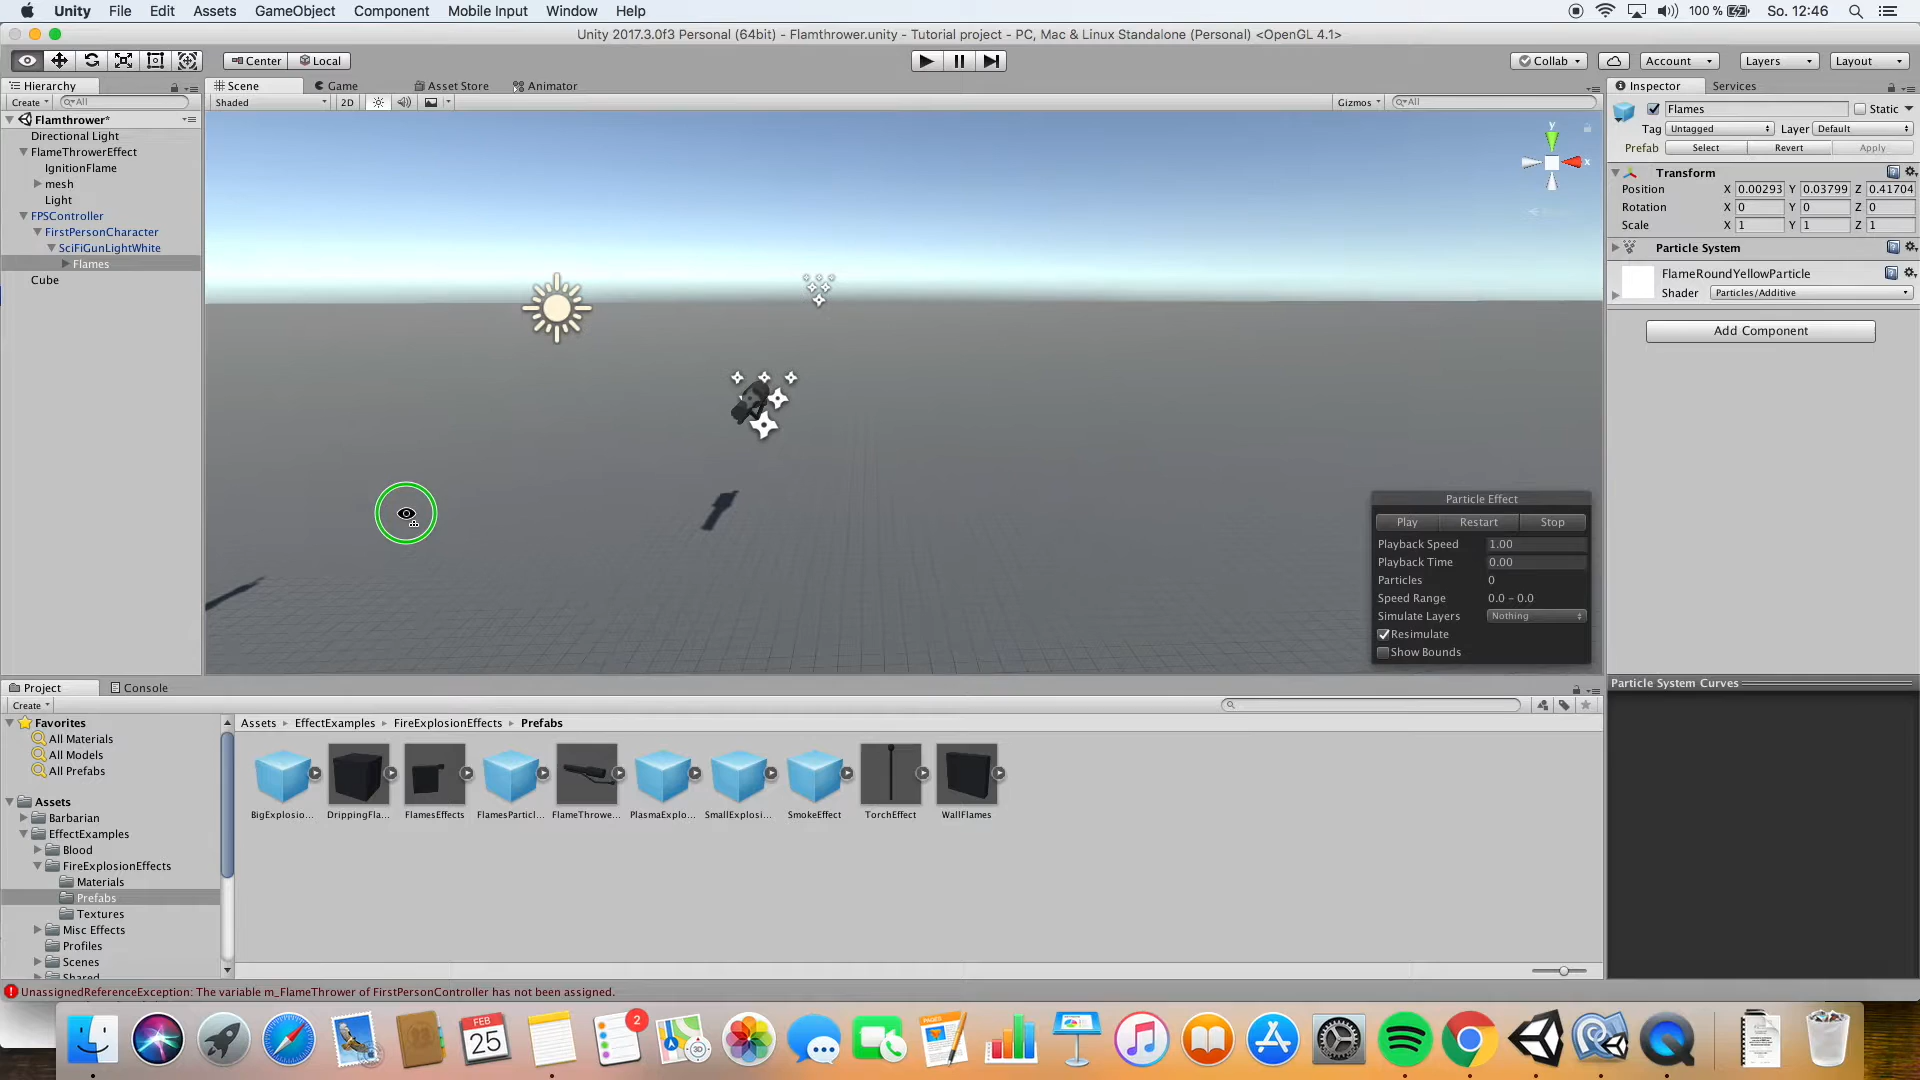 Unity File Edit Assets GameObject Component Mobile Input Window Help 100 % So. 12:46
Unity 2017.3.0f3 Personal (64bit) - Flamthrower.unity - Tutorial project - PC, Mac & Linux Standalone (Personal) <OpenGL 4.1>
Center Local Collab Account Layers Layout
Hierarchy Scene Game Asset Store Animator Inspector Services
Create All Shaded 2D Gizmos All
Flames Static
Flamthrower*
Tag Untagged Layer Default
Directional Light
Prefab Select Revert Apply
FlameThrowerEffect
IgnitionFlame
mesh
Light
FPSController
FirstPersonCharacter
SciFiGunLightWhite
Flames
Cube
y
x
Transform
Position X 0.00293 Y 0.03799 Z 0.41704
Rotation X 0 Y 0 Z 0
Scale X 1 Y 1 Z 1
Particle System
FlameRoundYellowParticle
Shader Particles/Additive
Add Component
Particle Effect
Play Restart Stop
Playback Speed 1.00
Playback Time 0.00
Particles 0
Speed Range 0.0 - 0.0
Simulate Layers Nothing
Resimulate
Show Bounds
Particle System Curves
Project Console
Create
Favorites
All Materials
All Models
All Prefabs
Assets
Barbarian
EffectExamples
Blood
FireExplosionEffects
Materials
Prefabs
Textures
Misc Effects
Profiles
Scenes
Shared
Assets EffectExamples FireExplosionEffects Prefabs
BigExplosio... DrippingFla... FlamesEffects FlamesParticl... FlameThrowe... PlasmaExplo... SmallExplosi... SmokeEffect TorchEffect WallFlames
UnassignedReferenceException: The variable m_FlameThrower of FirstPersonController has not been assigned.
FEB
25
2
3D